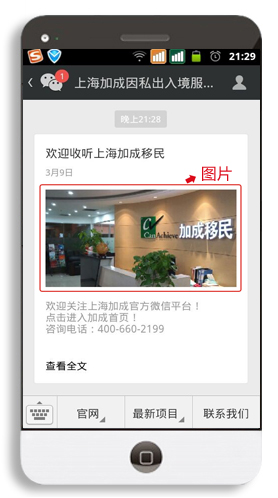 21:29
1
上海加成因私出入境服...
晚上21:28
欢迎收听上海加成移民
3月9日
图片
CanAchieve
加成移民
欢迎关注上海加成官方微信平台！
点击进入加成首页！
咨询电话：400-660-2199
查看全文
官网
最新项目
联系我们